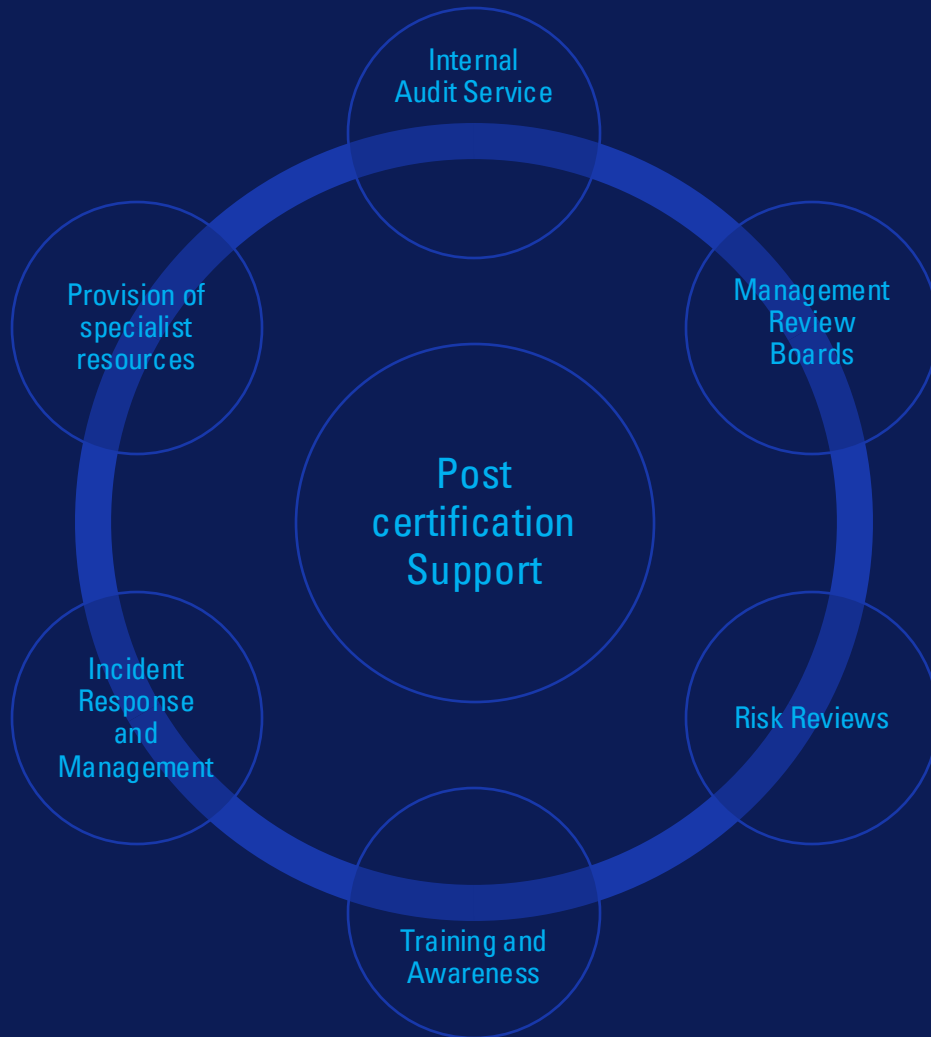 Internal
Audit Service
Management
Review
Boards
Risk Reviews
Training and
Awareness
Incident
Response
and
Management
Provision of
specialist
resources
Post
certification
Support